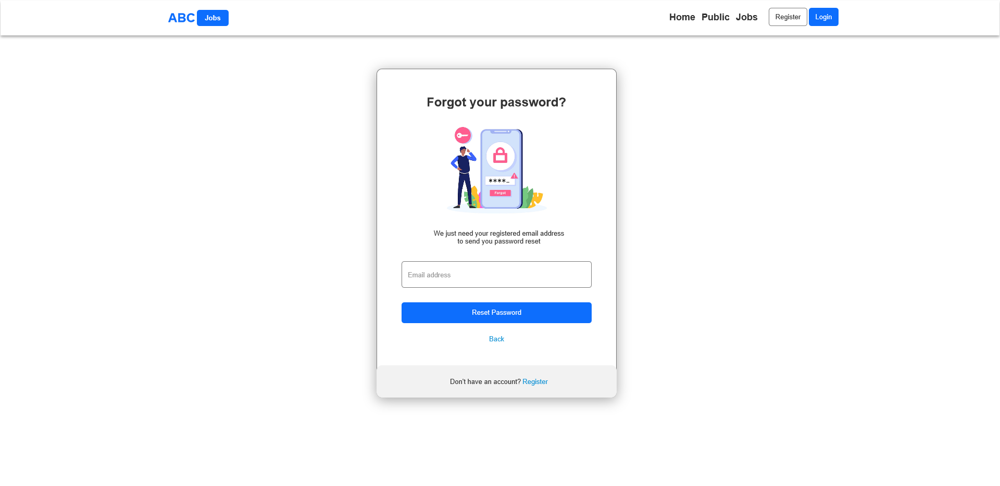 ABC Jobs
Home Public Jobs Register Login
Forgot your password?
****_
Forgot
We just need your registered email address
to send you password reset
Email address
Reset Password
Back
Don't have an account? Register